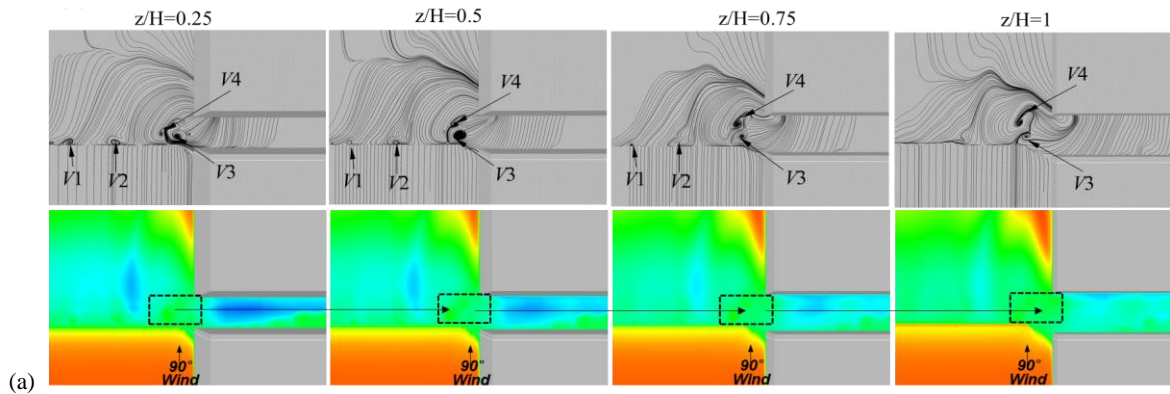 z/H=0.25 z/H=0.5 z/H=0.75 z/H=1
V4 V4 V4 V4
V1 V2 V3 V1 V2 V3 V1 V2 V3 V3
90° 90° 90° 90°
(a) Wind Wind Wind Wind